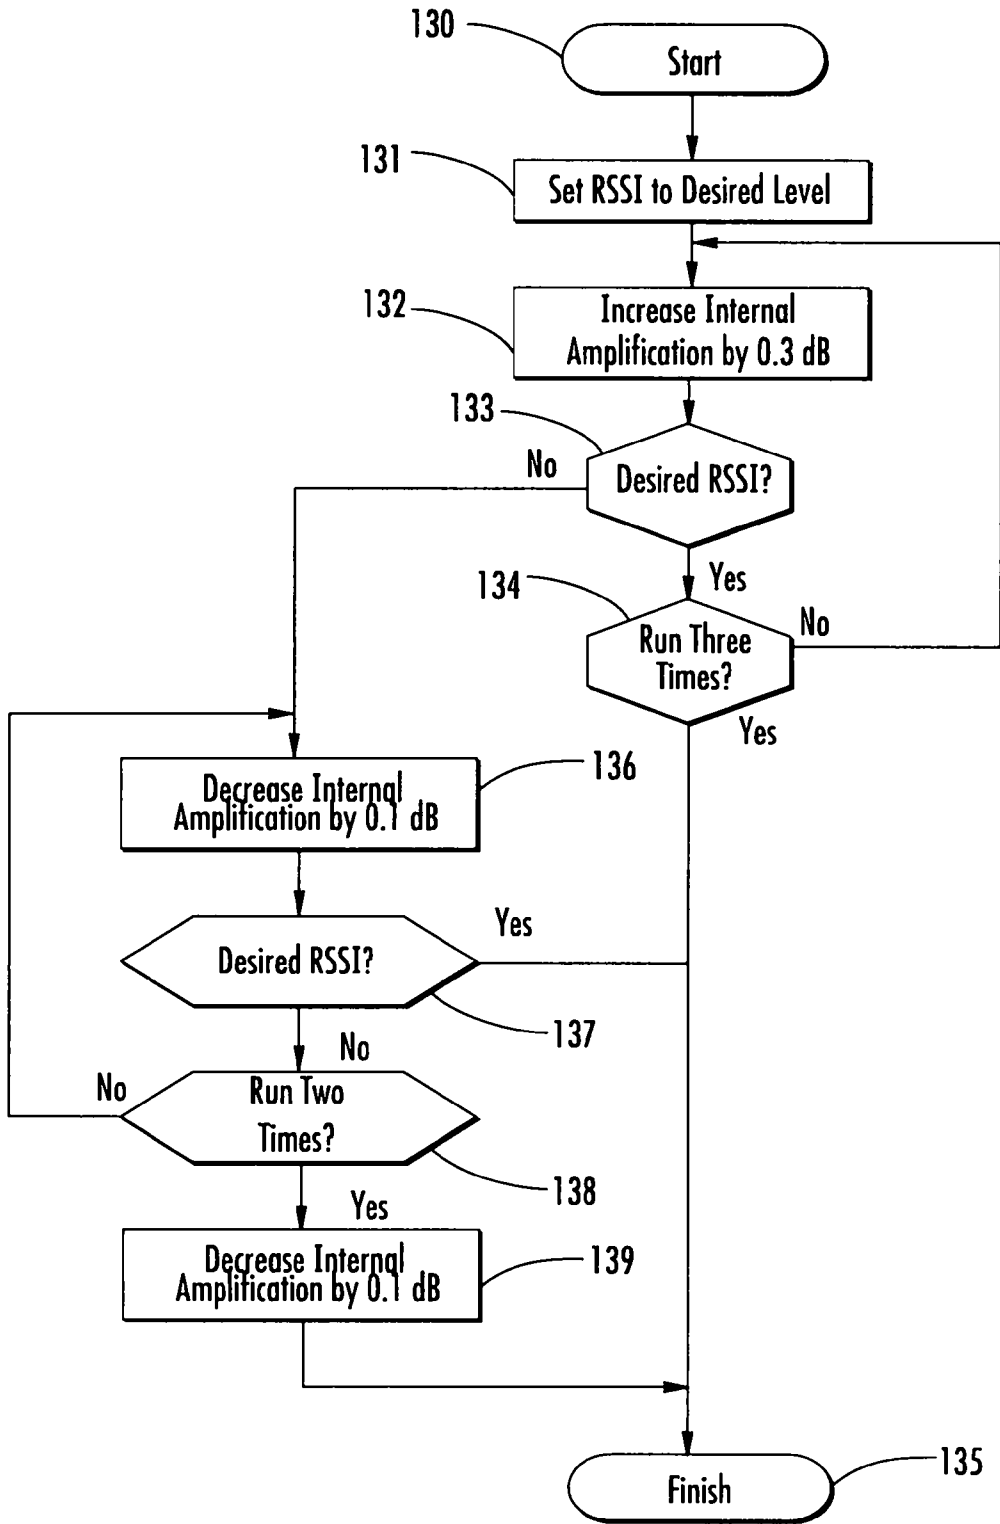 130
Start
131
Set RSSI to Desired Level
132
Increase Internal
Amplification by 0.3 dB
133
No
Desired RSSI?
Yes
134
Run Three
Times?
No
Yes
136
Decrease Internal
Amplification by 0.1 dB
Yes
Desired RSSI?
137
No
No
Run Two
Times?
138
Yes
Decrease Internal
Amplification by 0.1 dB
139
135
Finish